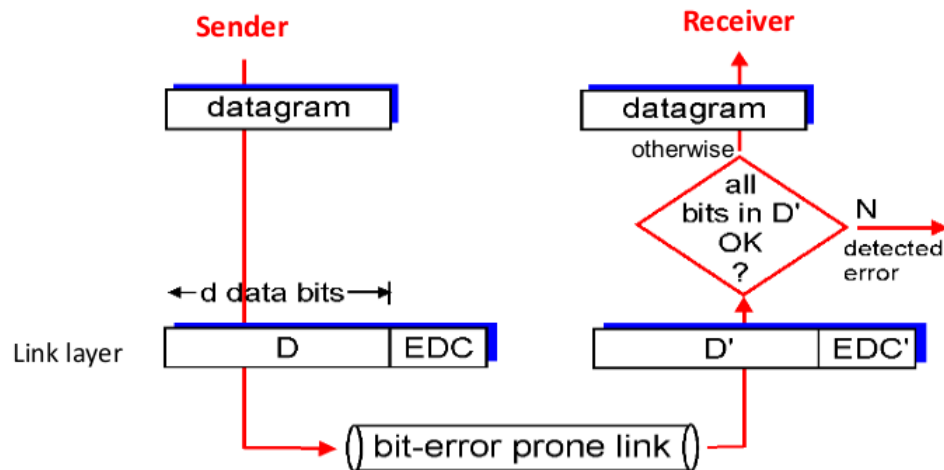 Sender
Receiver
datagram
datagram
otherwise
all
bits in D'
OK
?
N
detected
error
d data bits
Link layer
D
EDC
D'
EDC'
bit-error prone link